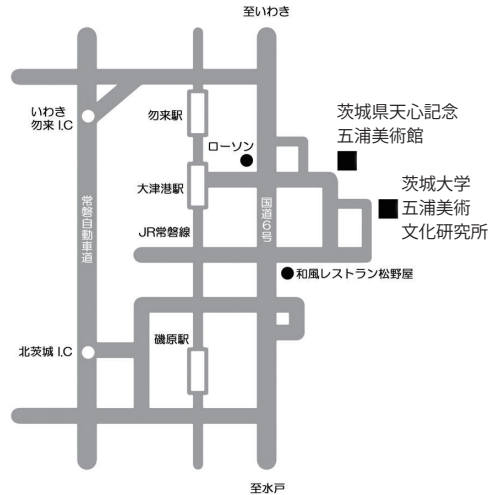 至いわき
いわき
勿来 I.C
勿来駅
ローソン
茨城県天心記念
五浦美術館
大津港駅
茨城大学
五浦美術
文化研究所
常磐自動車道
国道6号
JR常磐線
和風レストラン松野屋
磯原駅
北茨城 I.C
至水戸